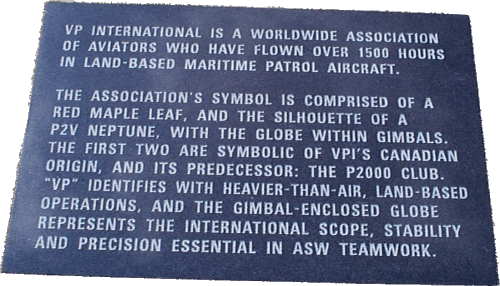 VP INTERNATIONAL IS A WORLDWIDE ASSOCIATION
OF AVIATORS WHO HAVE FLOWN OVER 1500 HOURS
IN LAND-BASED MARITIME PATROL AIRCRAFT.
THE ASSOCIATION'S SYMBOL IS COMPRISED OF A
RED MAPLE LEAF, AND THE SILHOUETTE OF A
P2V NEPTUNE, WITH THE GLOBE WITHIN GIMBALS.
THE FIRST TWO ARE SYMBOLIC OF VPI'S CANADIAN
ORIGIN, AND ITS PREDECESSOR: THE P2000 CLUB.
"VP" IDENTIFIES WITH HEAVIER-THAN-AIR, LAND-BASED
OPERATIONS, AND THE GIMBAL-ENCLOSED GLOBE
REPRESENTS THE INTERNATIONAL SCOPE, STABILITY
AND PRECISION ESSENTIAL IN ASW TEAMWORK.